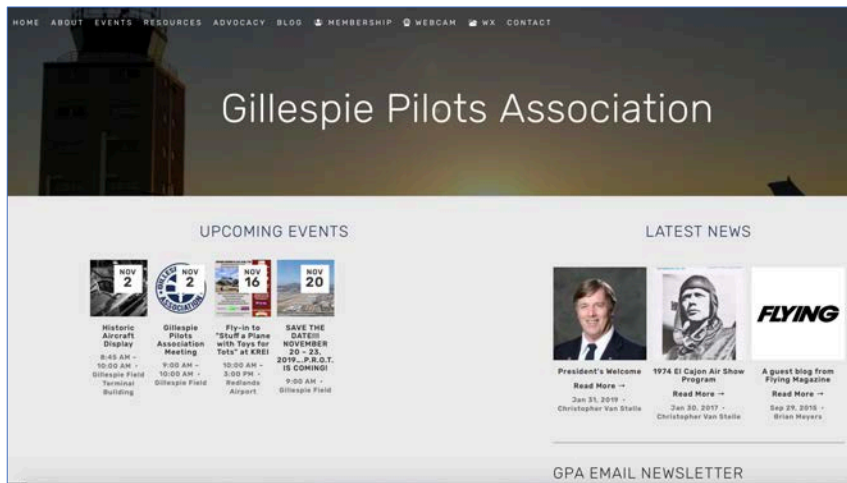 HOME ABOUT EVENTS RESOURCES ADVOCACY BLOG MEMBERSHIP WEBCAM WX CONTACT
Gillespie Pilots Association
UPCOMING EVENTS
NOV
2
Historic
Aircraft
Display
8:45 AM –
10:00 AM •
Gillespie Field
Terminal
Building
NOV
2
Gillespie
Pilots
Association
Meeting
9:00 AM –
10:00 AM •
Gillespie Field
NOV
16
Fly-in to
"Stuff a Plane
with Toys for
Tots" at KREI
10:00 AM –
3:00 PM •
Redlands
Airport
NOV
20
SAVE THE
DATE!!!
NOVEMBER
20 – 23,
2019...P.R.O.T.
IS COMING!
9:00 AM •
Gillespie Field
LATEST NEWS
President's Welcome
Read More →
Jan 31, 2019 •
Christopher Van Stelle
1974 El Cajon Air Show
Program
Read More →
Jan 30, 2017 •
Christopher Van Stelle
FLYING
A guest blog from
Flying Magazine
Read More →
Sep 29, 2015 •
Brian Meyers
GPA EMAIL NEWSLETTER